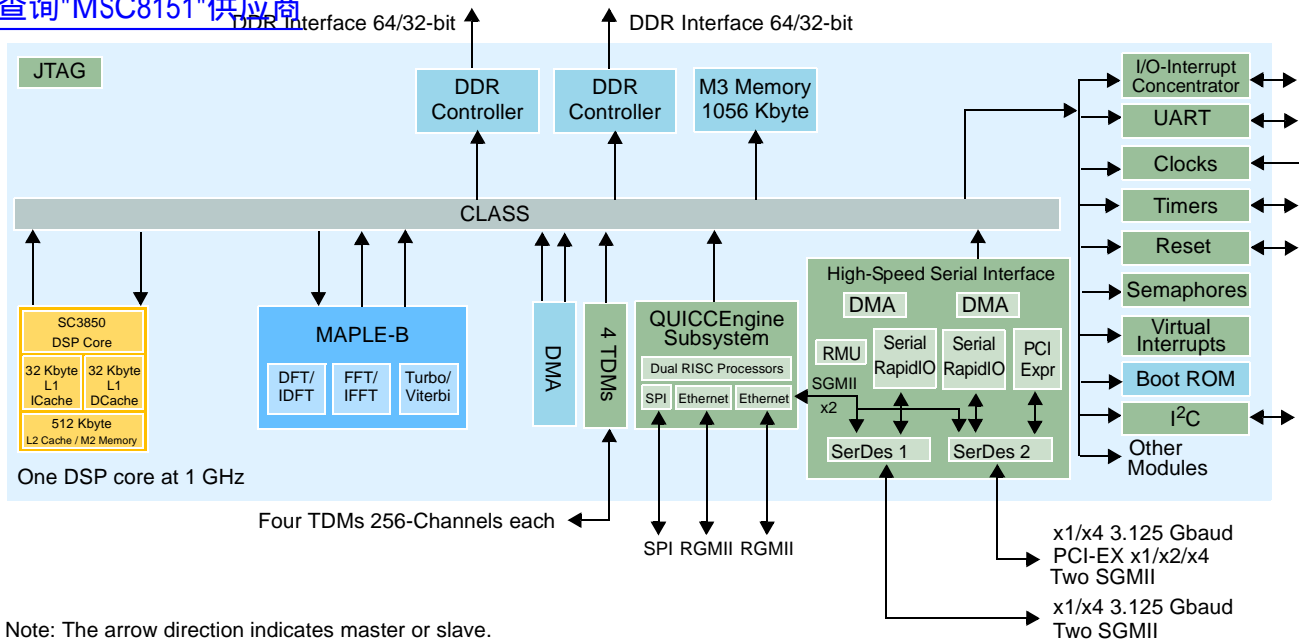 查询"MSC8151"供应商
DDR Interface 64/32-bit
DDR Interface 64/32-bit
JTAG
DDR
Controller
DDR
Controller
M3 Memory
1056 Kbyte
I/O-Interrupt
Concentrator
UART
Clocks
Timers
Reset
Semaphores
Virtual
Interrupts
Boot ROM
I²C
Other
Modules
CLASS
SC3850
DSP Core
32 Kbyte
L1
ICache
32 Kbyte
L1
DCache
512 Kbyte
L2 Cache / M2 Memory
One DSP core at 1 GHz
MAPLE-B
DFT/
IDFT
FFT/
IFFT
Turbo/
Viterbi
DMA
4 TDMs
QUICCEngine
Subsystem
Dual RISC Processors
SPI
Ethernet
Ethernet
High-Speed Serial Interface
DMA
DMA
RMU
Serial
RapidIO
Serial
RapidIO
PCI
Expr
SGMII
x2
SerDes 1
SerDes 2
Four TDMs 256-Channels each
SPI
RGMII
RGMII
x1/x4 3.125 Gbaud
PCI-EX x1/x2/x4
Two SGMII
x1/x4 3.125 Gbaud
Two SGMII
Note: The arrow direction indicates master or slave.